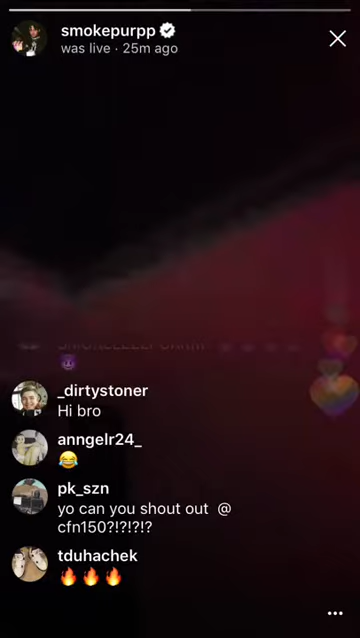 smokepurpp
was live · 25m ago
_dirtystoner
Hi bro
anngelr24_
😂
pk_szn
yo can you shout out @
cfn150?!?!?!?
tduhachek
🔥🔥🔥